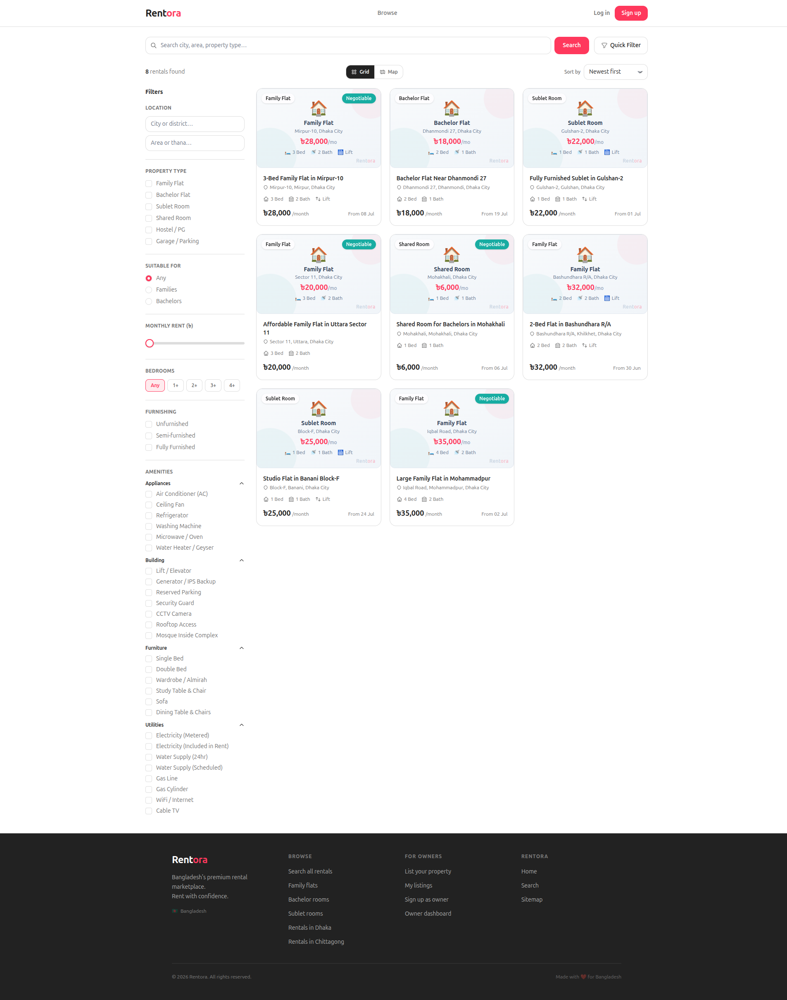 Rentora
Browse
Log in
Sign up
Search city, area, property type...
Search
Quick Filter
8 rentals found
Grid
Map
Sort by
Newest first
Filters
LOCATION
City or district...
Area or thana...
PROPERTY TYPE
Family Flat
Bachelor Flat
Sublet Room
Shared Room
Hostel / PG
Garage / Parking
SUITABLE FOR
Any
Families
Bachelors
MONTHLY RENT (৳)
BEDROOMS
Any
1+
2+
3+
4+
FURNISHING
Unfurnished
Semi-furnished
Fully Furnished
AMENITIES
Appliances
Air Conditioner (AC)
Ceiling Fan
Refrigerator
Washing Machine
Microwave / Oven
Water Heater / Geyser
Building
Lift / Elevator
Generator / IPS Backup
Reserved Parking
Security Guard
CCTV Camera
Rooftop Access
Mosque Inside Complex
Furniture
Single Bed
Double Bed
Wardrobe / Almirah
Study Table & Chair
Sofa
Dining Table & Chairs
Utilities
Electricity (Metered)
Electricity (Included in Rent)
Water Supply (24hr)
Water Supply (Scheduled)
Gas Line
Gas Cylinder
WiFi / Internet
Cable TV
Family Flat
Negotiable
Family Flat
Mirpur-10, Dhaka City
৳28,000/mo
3 Bed 2 Bath Lift
Rentora
3-Bed Family Flat in Mirpur-10
Mirpur-10, Mirpur, Dhaka City
3 Bed 2 Bath Lift
৳28,000 /month
From 08 Jul
Bachelor Flat
Bachelor Flat
Dhanmondi 27, Dhaka City
৳18,000/mo
2 Bed 1 Bath
Rentora
Bachelor Flat Near Dhanmondi 27
Dhanmondi 27, Dhanmondi, Dhaka City
2 Bed 1 Bath
৳18,000 /month
From 19 Jul
Sublet Room
Sublet Room
Gulshan-2, Dhaka City
৳22,000/mo
1 Bed 1 Bath Lift
Rentora
Fully Furnished Sublet in Gulshan-2
Gulshan-2, Gulshan, Dhaka City
1 Bed 1 Bath Lift
৳22,000 /month
From 01 Jul
Family Flat
Negotiable
Family Flat
Sector 11, Dhaka City
৳20,000/mo
3 Bed 2 Bath
Rentora
Affordable Family Flat in Uttara Sector
11
Sector 11, Uttara, Dhaka City
3 Bed 2 Bath
৳20,000 /month
Shared Room
Negotiable
Shared Room
Mohakhali, Dhaka City
৳6,000/mo
1 Bed 1 Bath
Rentora
Shared Room for Bachelors in Mohakhali
Mohakhali, Mohakhali, Dhaka City
1 Bed 1 Bath
৳6,000 /month
From 06 Jul
Family Flat
Family Flat
Bashundhara R/A, Dhaka City
৳32,000/mo
2 Bed 2 Bath Lift
Rentora
2-Bed Flat in Bashundhara R/A
Bashundhara R/A, Khilkhet, Dhaka City
2 Bed 2 Bath Lift
৳32,000 /month
From 30 Jun
Sublet Room
Sublet Room
Block-F, Dhaka City
৳25,000/mo
1 Bed 1 Bath Lift
Rentora
Studio Flat in Banani Block-F
Block-F, Banani, Dhaka City
1 Bed 1 Bath Lift
৳25,000 /month
From 24 Jul
Family Flat
Negotiable
Family Flat
Iqbal Road, Dhaka City
৳35,000/mo
4 Bed 2 Bath
Rentora
Large Family Flat in Mohammadpur
Iqbal Road, Mohammadpur, Dhaka City
4 Bed 2 Bath
৳35,000 /month
From 02 Jul
Rentora
Bangladesh's premium rental
marketplace.
Rent with confidence.
Bangladesh
BROWSE
Search all rentals
Family flats
Bachelor rooms
Sublet rooms
Rentals in Dhaka
Rentals in Chittagong
FOR OWNERS
List your property
My listings
Sign up as owner
Owner dashboard
RENTORA
Home
Search
Sitemap
© 2026 Rentora. All rights reserved.
Made with ❤️ for Bangladesh